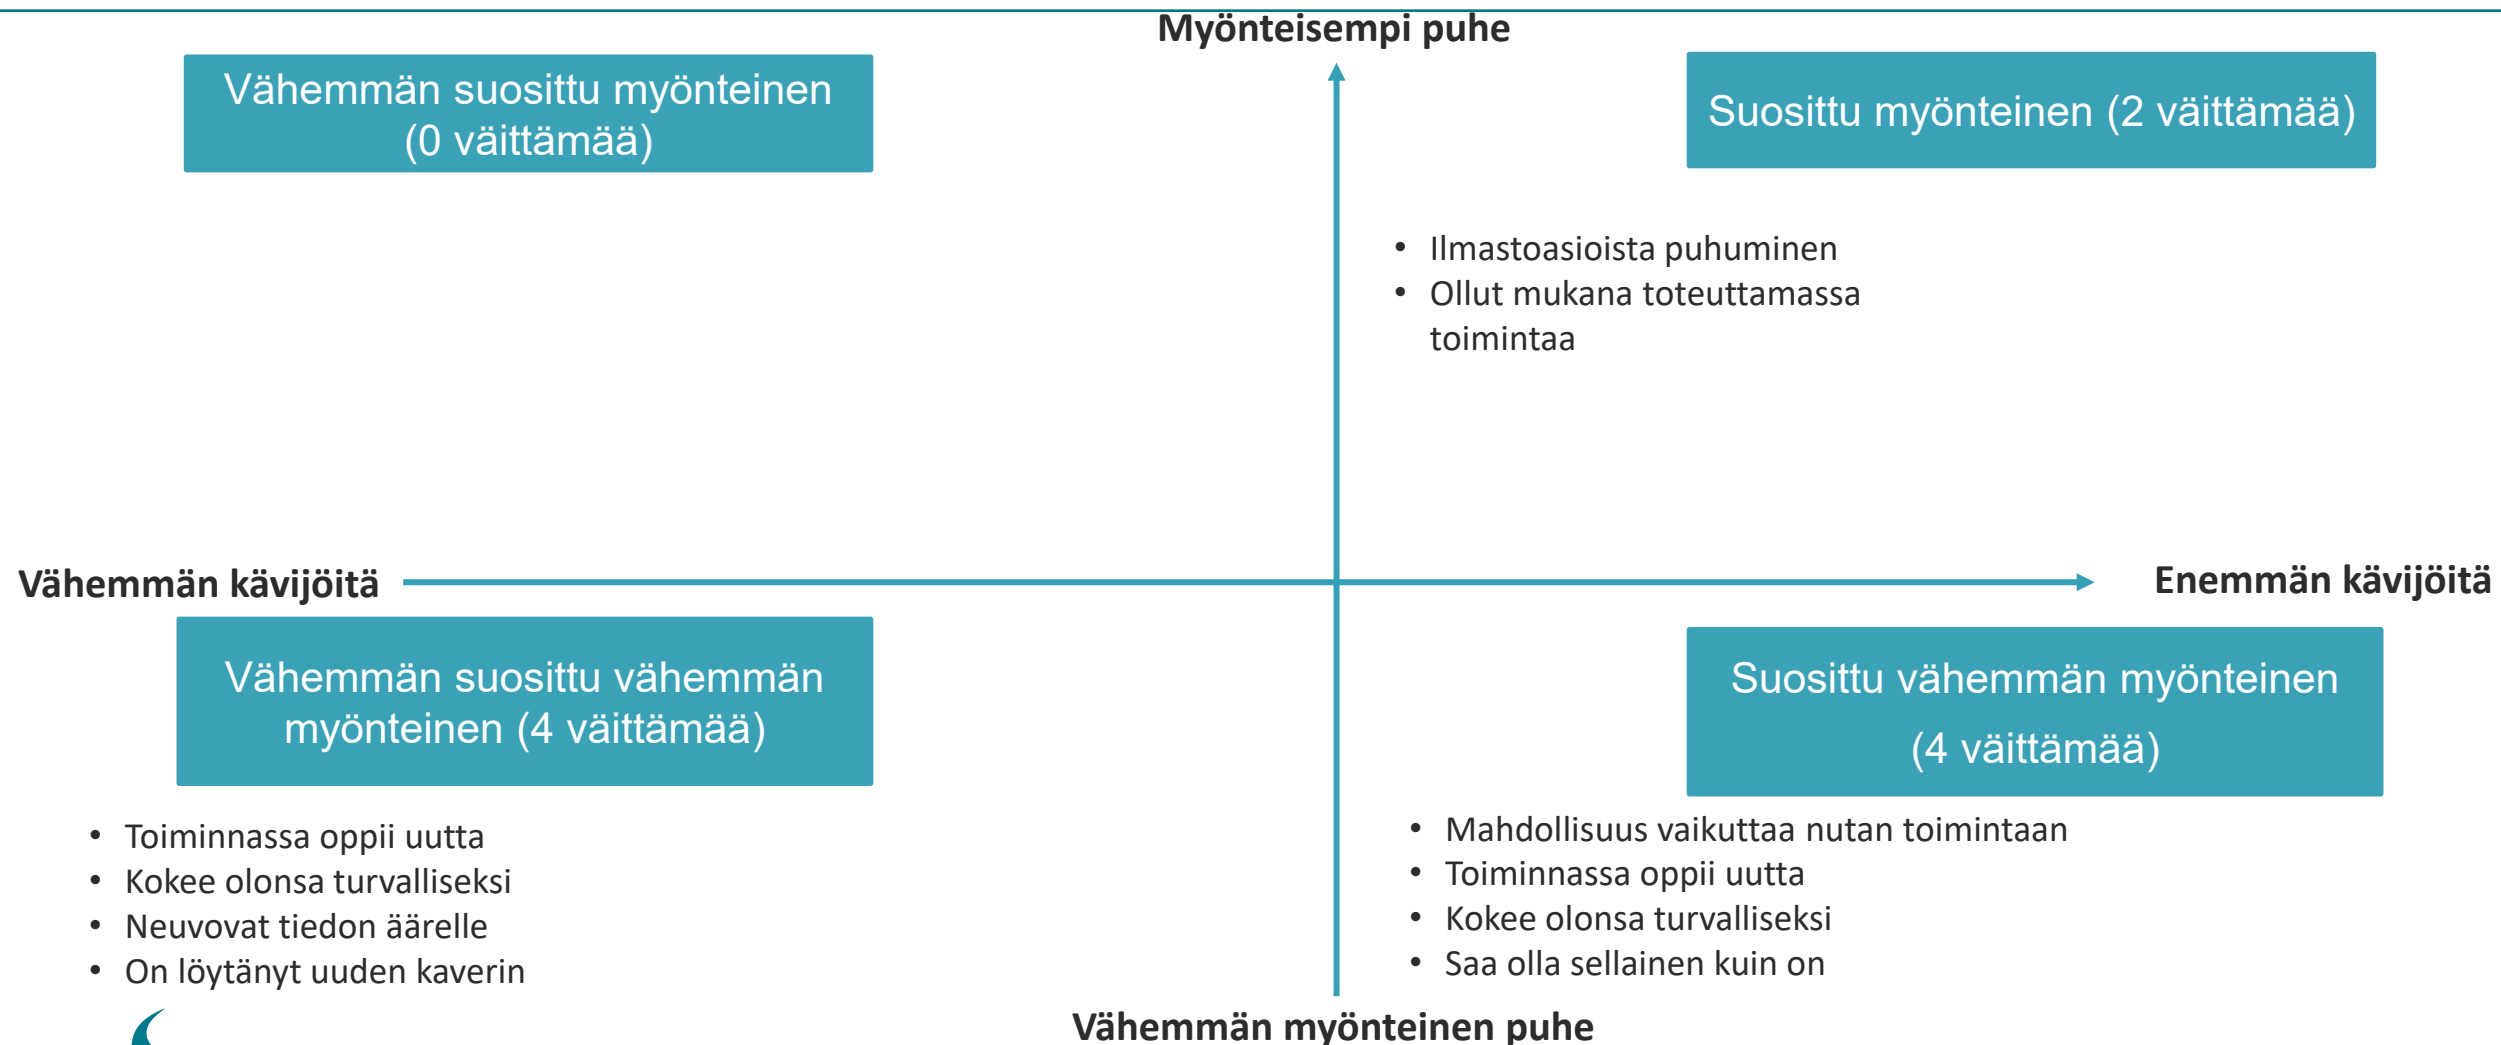 Myönteisempi puhe
Vähemmän suosittu myönteinen
(0 väittämää)
Suosittu myönteinen (2 väittämää)
• Ilmastoasioista puhuminen
• Ollut mukana toteuttamassa
toimintaa
Vähemmän kävijöitä
Enemmän kävijöitä
Vähemmän suosittu vähemmän
myönteinen (4 väittämää)
Suosittu vähemmän myönteinen
(4 väittämää)
• Toiminnassa oppii uutta
• Kokee olonsa turvalliseksi
• Neuvovat tiedon äärelle
• On löytänyt uuden kaverin
• Mahdollisuus vaikuttaa nutan toimintaan
• Toiminnassa oppii uutta
• Kokee olonsa turvalliseksi
• Saa olla sellainen kuin on
Vähemmän myönteinen puhe